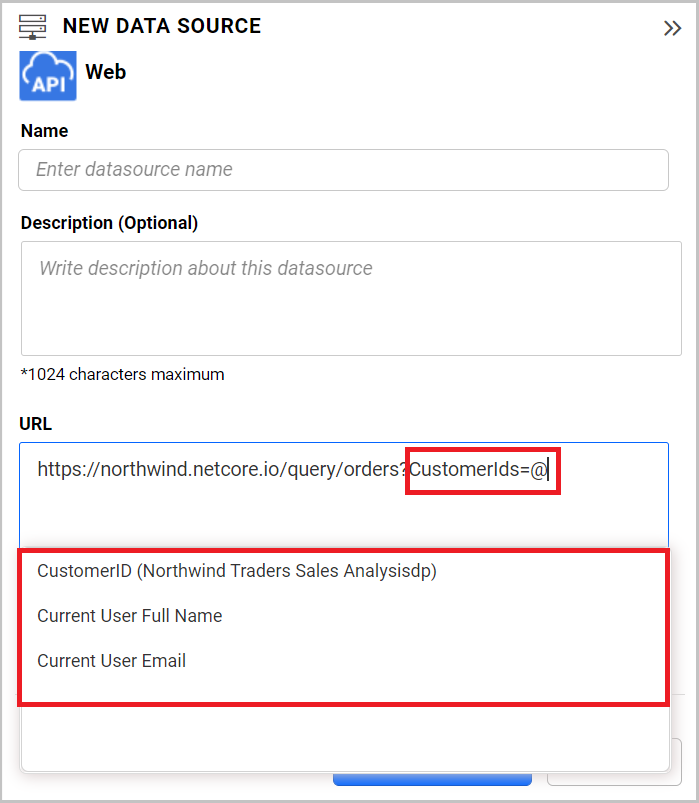 NEW DATA SOURCE
API
Web
Name
Enter datasource name
Description (Optional)
Write description about this datasource
*1024 characters maximum
URL
https://northwind.netcore.io/query/orders?CustomerIds=@
CustomerID (Northwind Traders Sales Analysisdp)
Current User Full Name
Current User Email